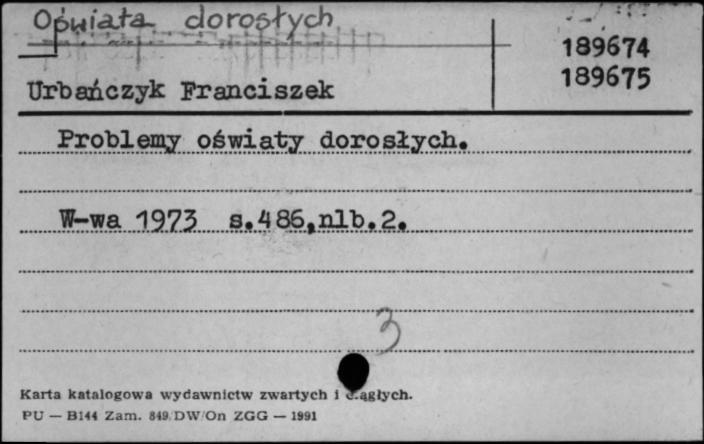 Oświata dorosłych
189674
189675
Urbańczyk Franciszek
Problemy oświaty dorosłych.
W-wa 1973 s.486,nlb.2.
3
Karta katalogowa wydawnictw zwartych i ciągłych.
PU — B144 Zam. 849/DW/On ZGG — 1991